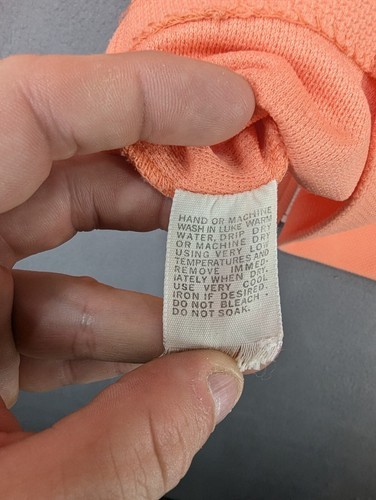 HAND OR MACHINE
WASH IN LUKE WARM
WATER, DRIP DRY
OR MACHINE DRY
USING VERY LOW
TEMPERATURES AND
REMOVE IMMED-
IATELY WHEN DRY.
USE VERY COOL
IRON IF DESIRED.
DO NOT BLEACH -
DO NOT SOAK.